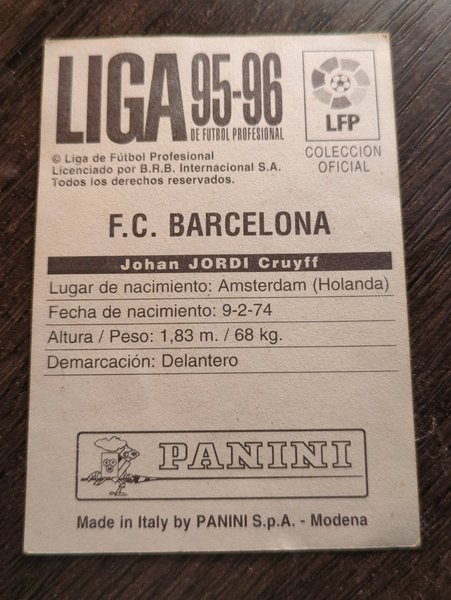 LIGA 95-96
DE FUTBOL PROFESIONAL
LFP
COLECCION
OFICIAL
© Liga de Fútbol Profesional
Licenciado por B.R.B. Internacional S.A.
Todos los derechos reservados.
F.C. BARCELONA
Johan JORDI Cruyff
Lugar de nacimiento: Amsterdam (Holanda)
Fecha de nacimiento: 9-2-74
Altura / Peso: 1,83 m. / 68 kg.
Demarcación: Delantero
PANINI
Made in Italy by PANINI S.p.A. - Modena